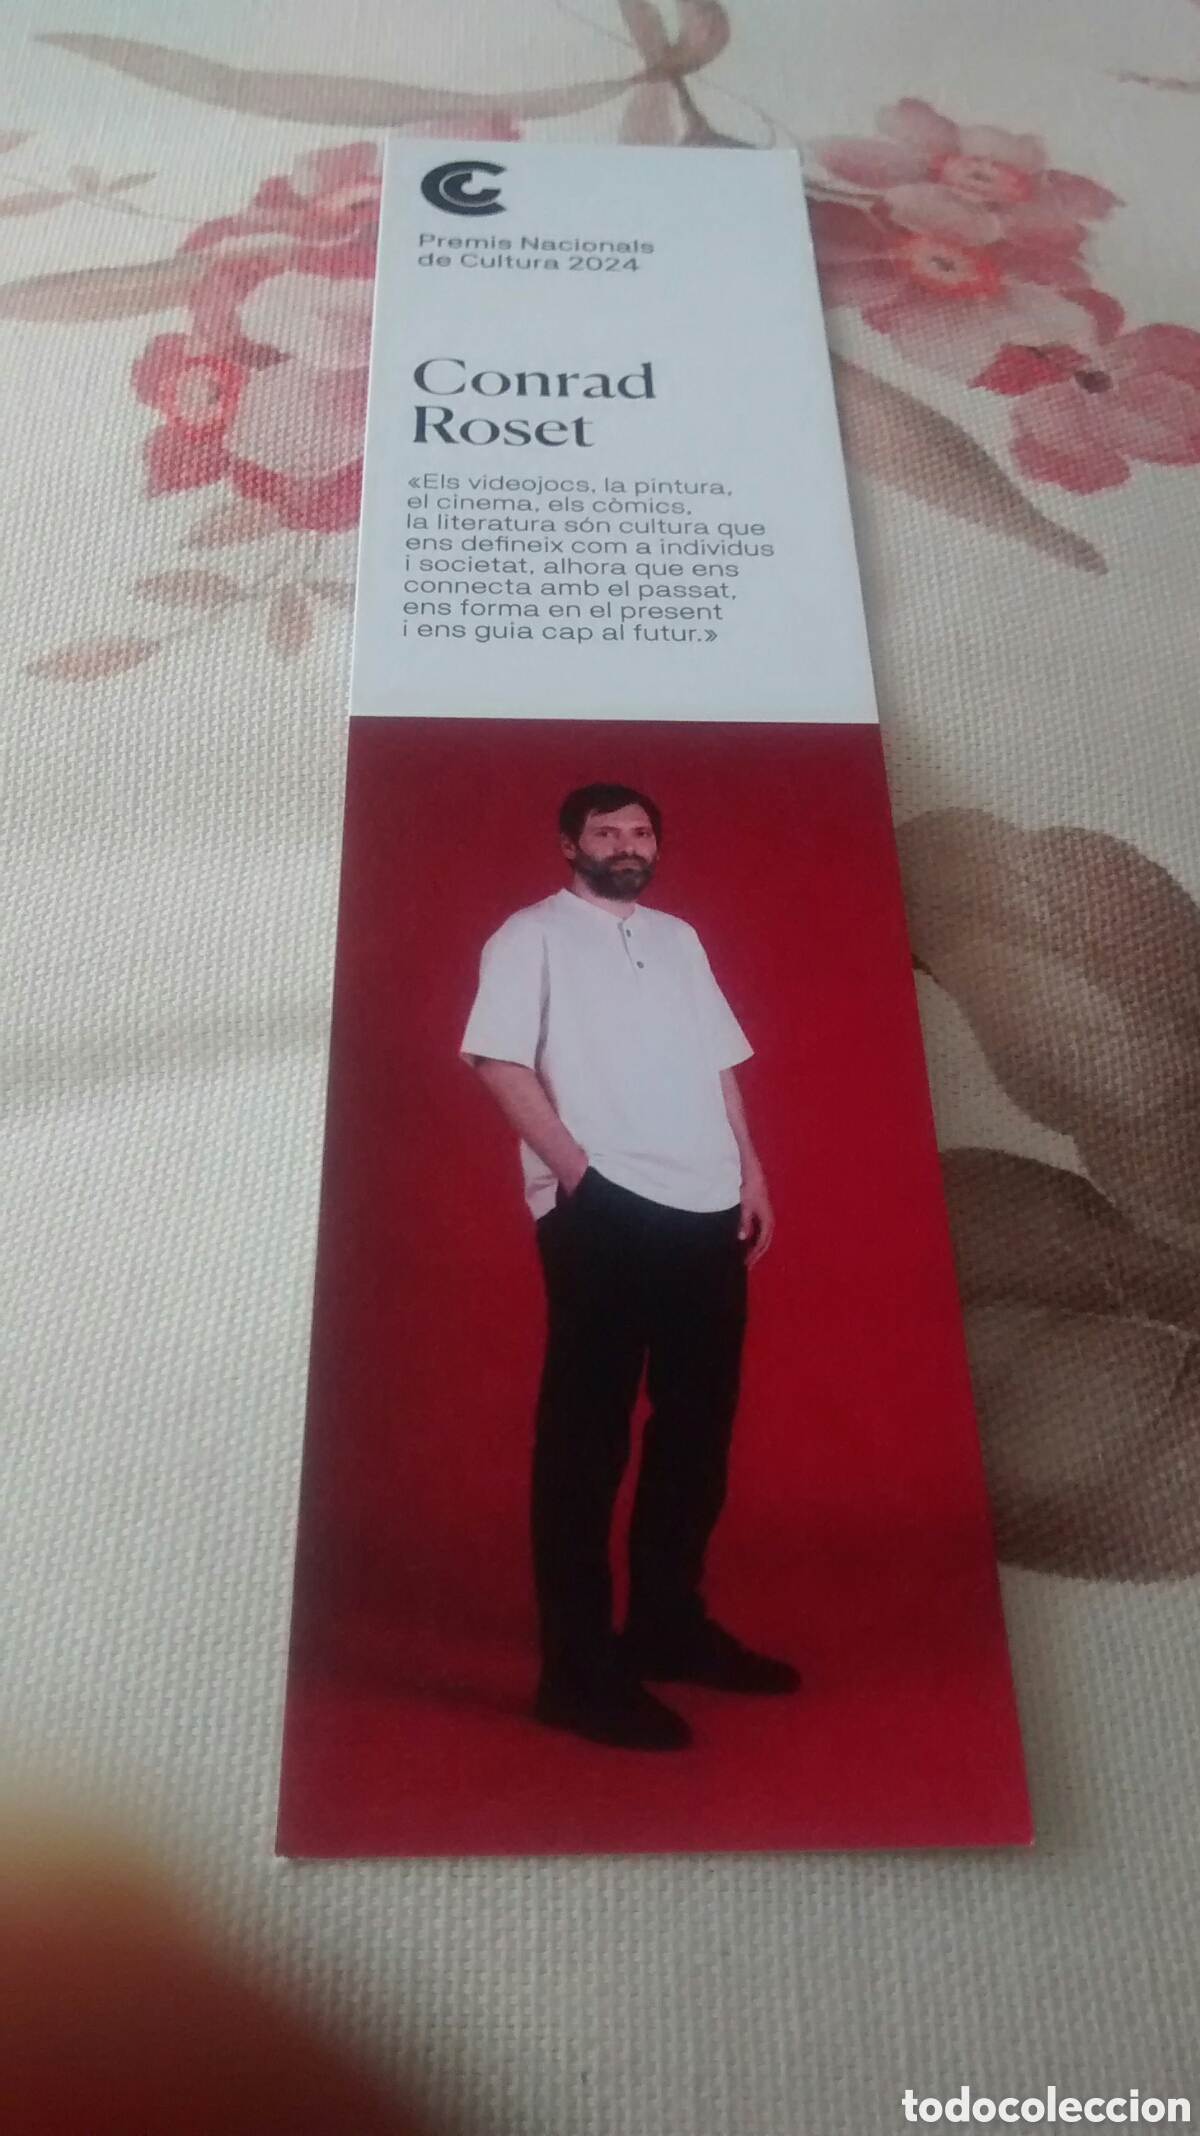 Premis Nacionals
de Cultura 2024
Conrad
Roset
«Els videojocs, la pintura,
el cinema, els còmics,
la literatura són cultura que
ens defineix com a individus
i societat, alhora que ens
connecta amb el passat,
ens forma en el present
i ens guia cap al futur.»
todocoleccion